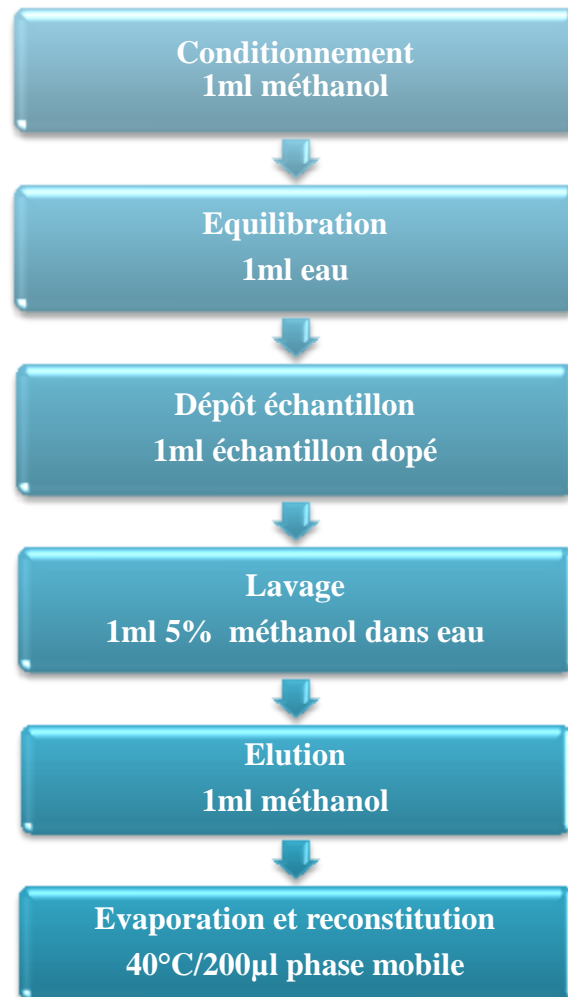 Conditionnement
1ml méthanol
Equilibration
1ml eau
Dépôt échantillon
1ml échantillon dopé
Lavage
1ml 5% méthanol dans eau
Elution
1ml méthanol
Evaporation et reconstitution
40°C/200µl phase mobile